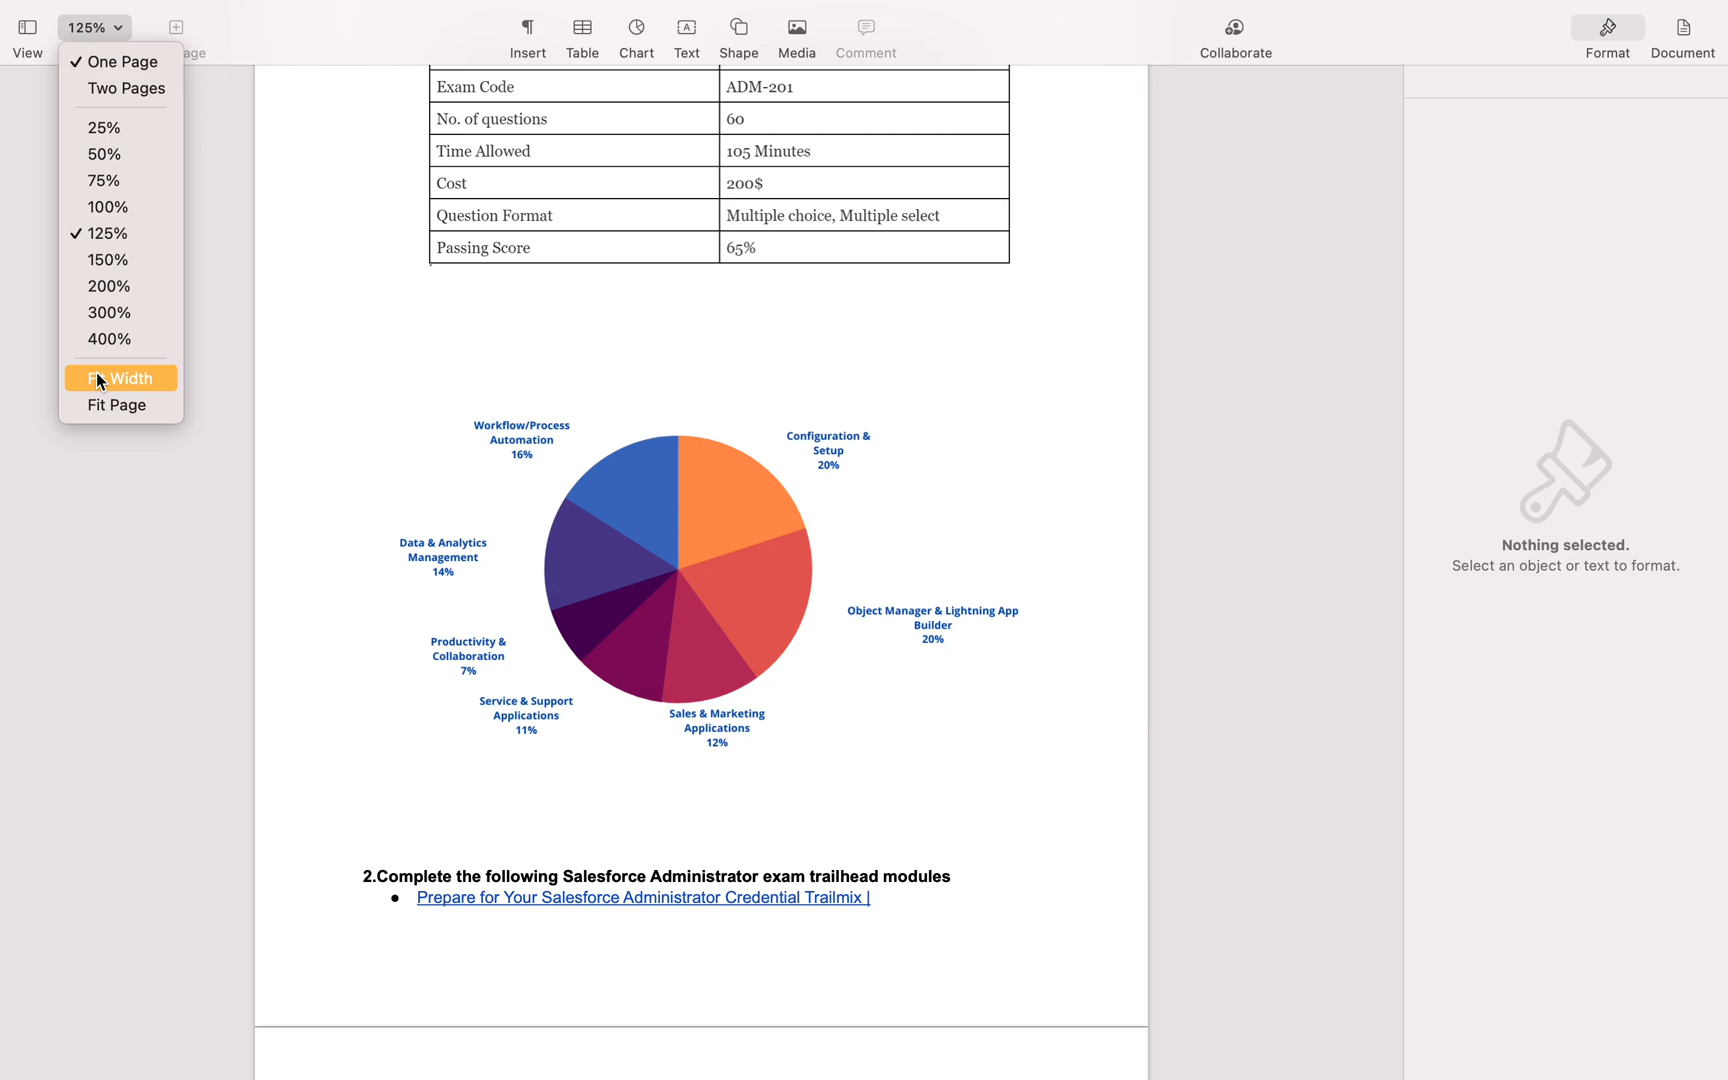 125%
View
age
Insert
Table
Chart
Text
Shape
Media
Comment
Collaborate
Format
Document
One Page
Two Pages
25%
50%
75%
100%
125%
150%
200%
300%
400%
Fit Width
Fit Page
Exam Code ADM-201
No. of questions 60
Time Allowed 105 Minutes
Cost 200$
Question Format Multiple choice, Multiple select
Passing Score 65%
Workflow/Process
Automation
16%
Configuration &
Setup
20%
Data & Analytics
Management
14%
Object Manager & Lightning App
Builder
20%
Productivity &
Collaboration
7%
Service & Support
Applications
11%
Sales & Marketing
Applications
12%
2.Complete the following Salesforce Administrator exam trailhead modules
● Prepare for Your Salesforce Administrator Credential Trailmix |
Nothing selected.
Select an object or text to format.